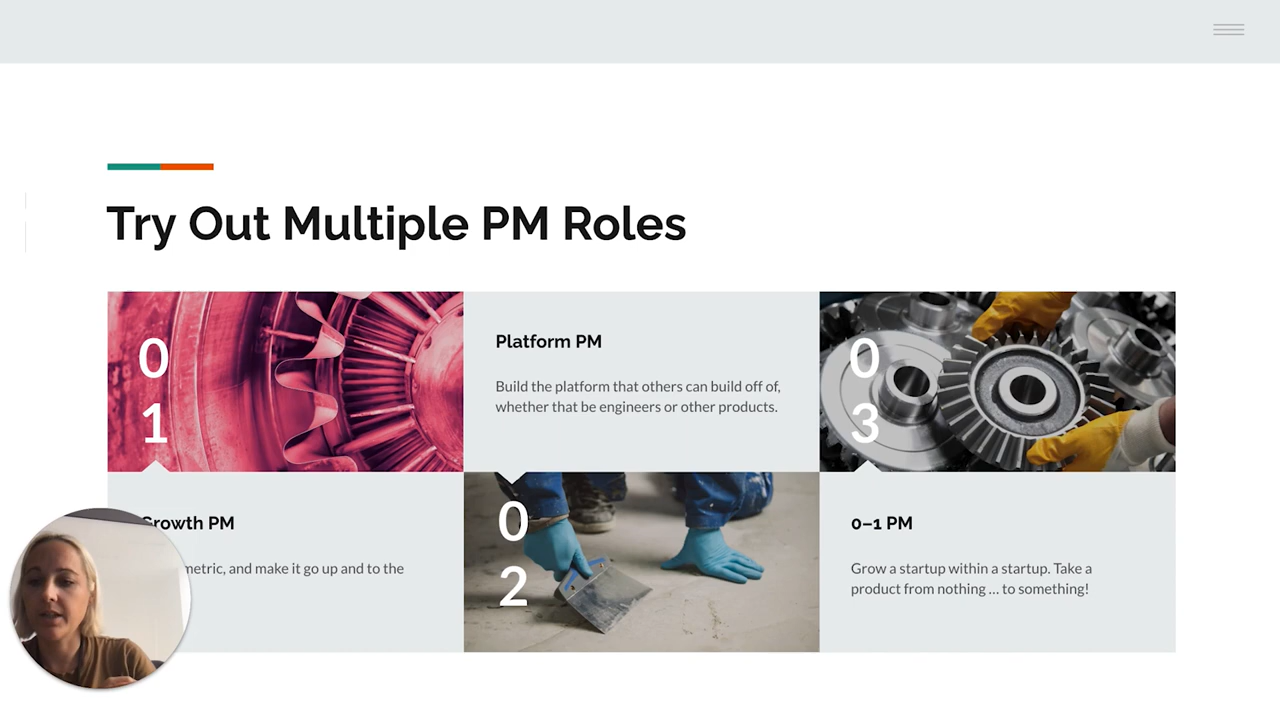 Try Out Multiple PM Roles
0
1
Growth PM
metric, and make it go up and to the
Platform PM
Build the platform that others can build off of,
whether that be engineers or other products.
0
2
0
3
0–1 PM
Grow a startup within a startup. Take a
product from nothing ... to something!